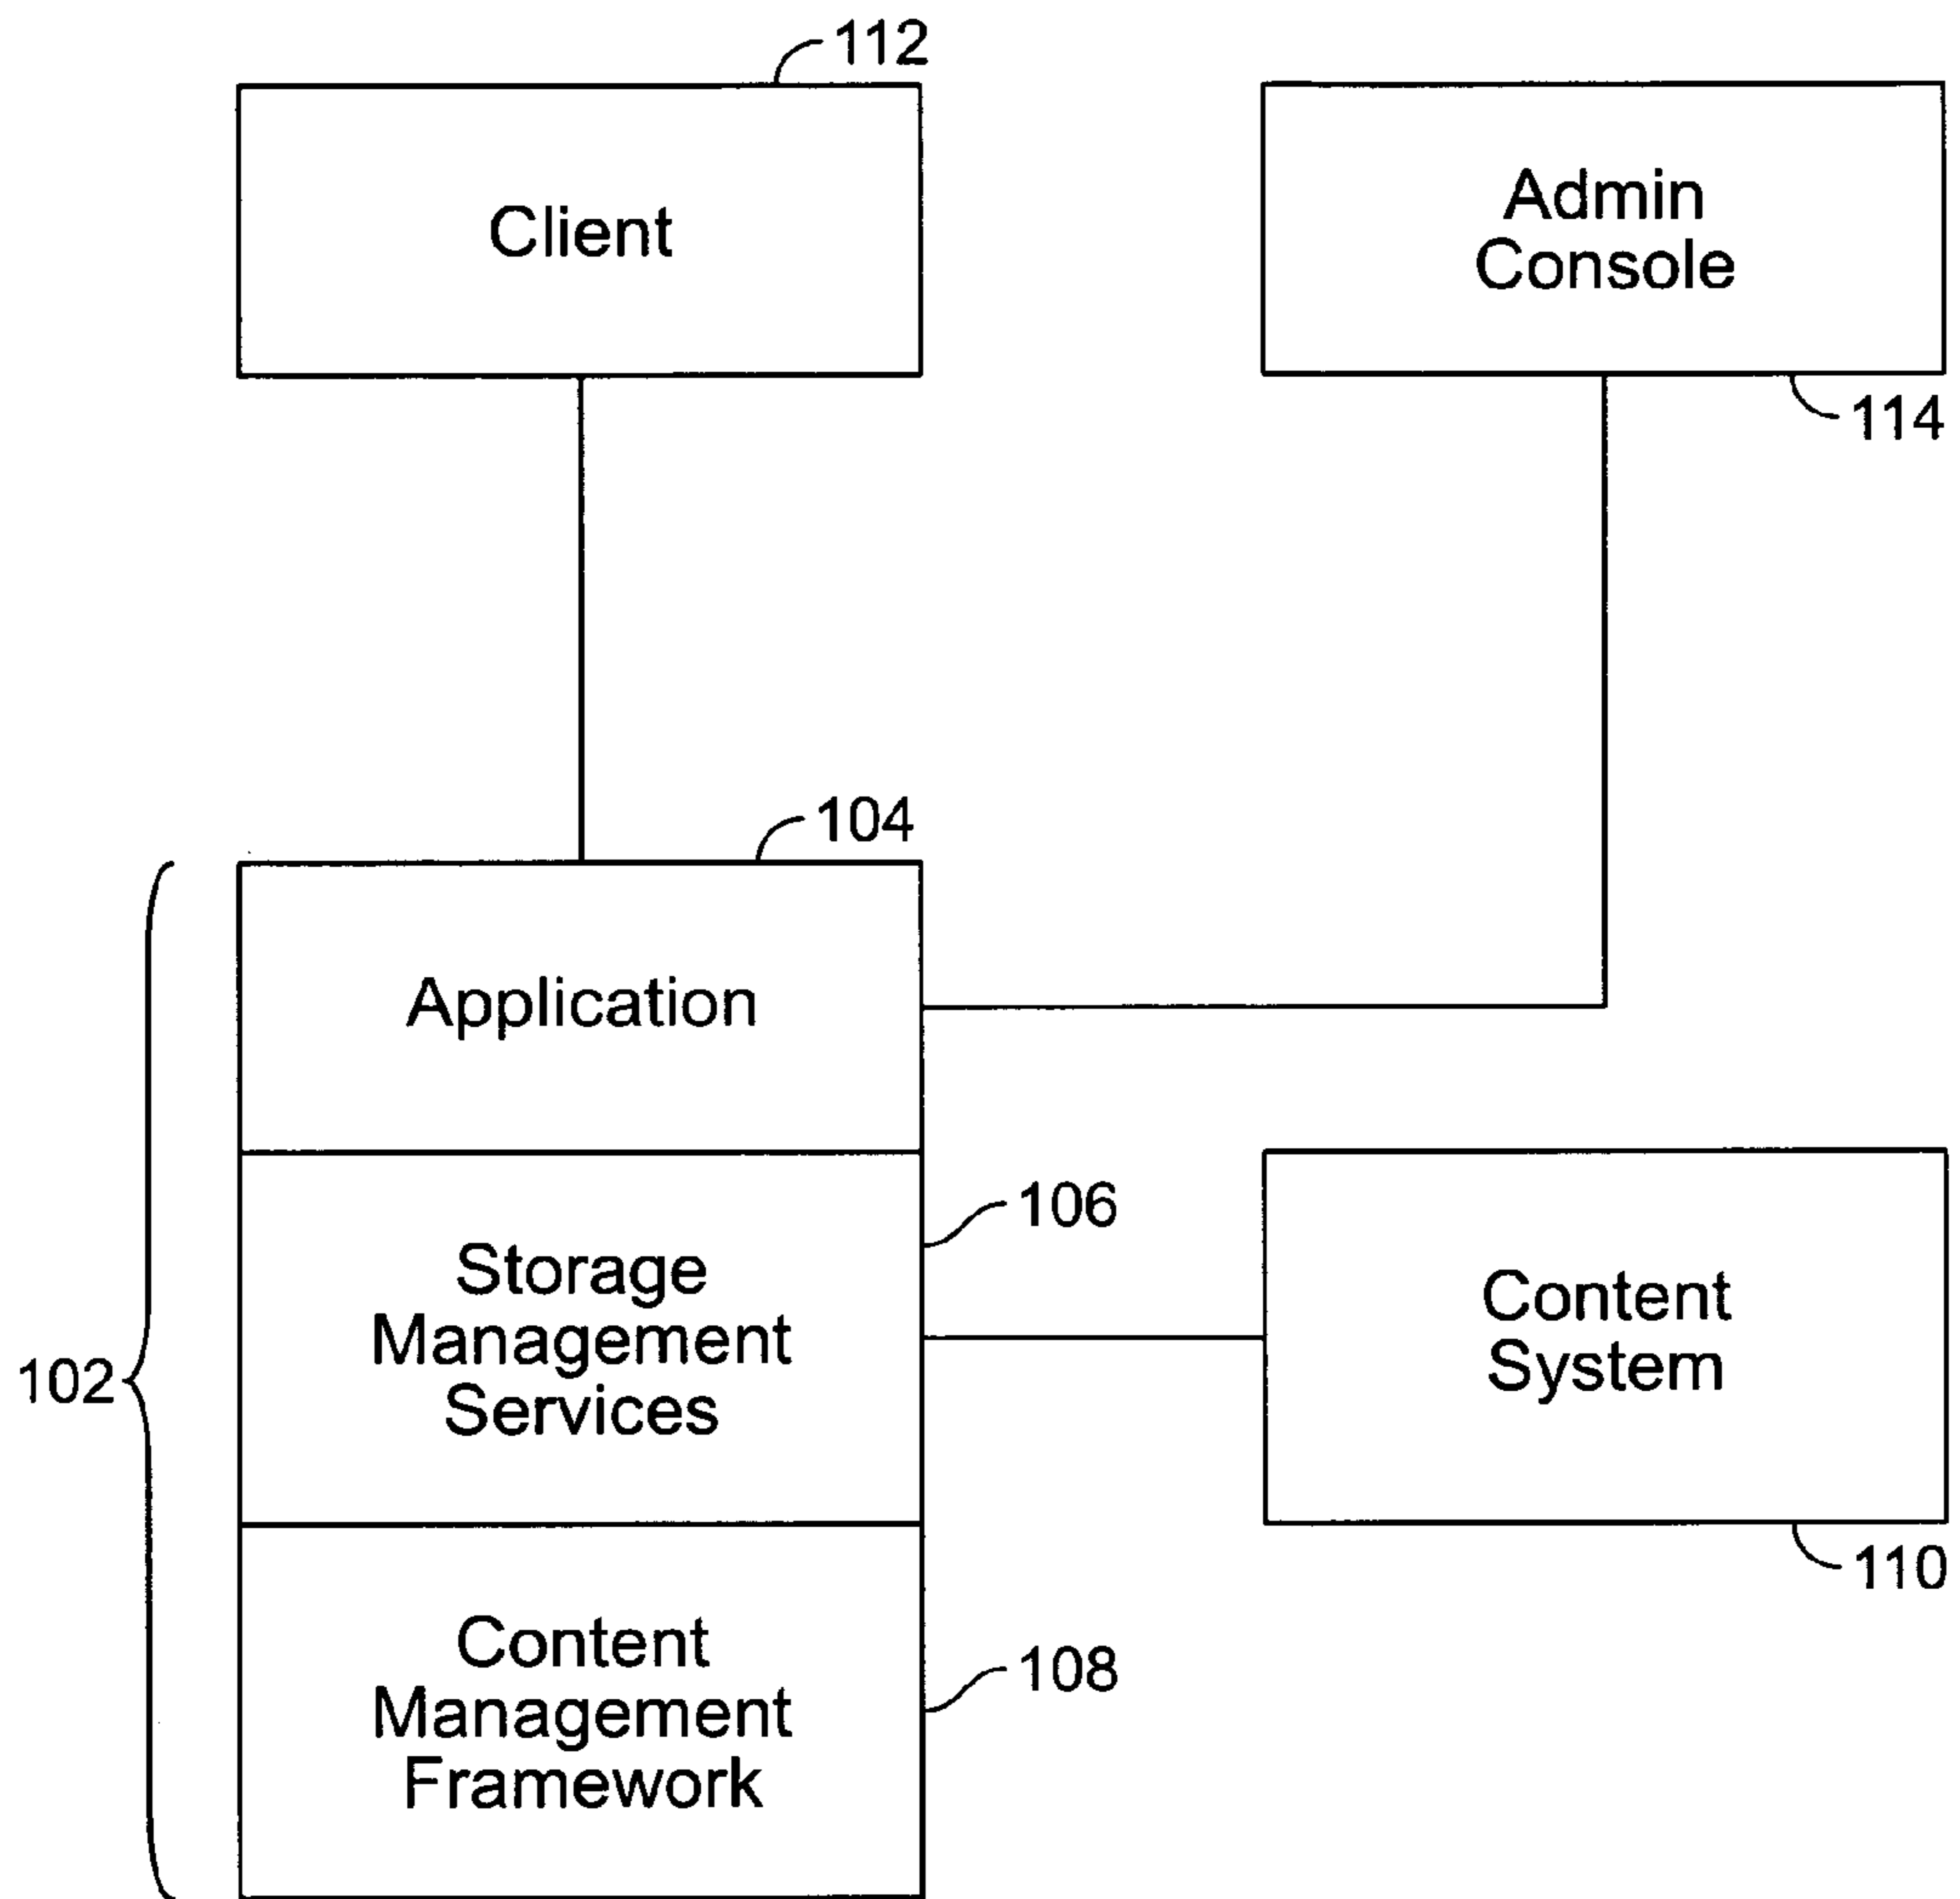 112
Client
Admin
Console
114
104
Application
106
Storage
Management
Services
Content
System
102
110
Content
Management
Framework
108